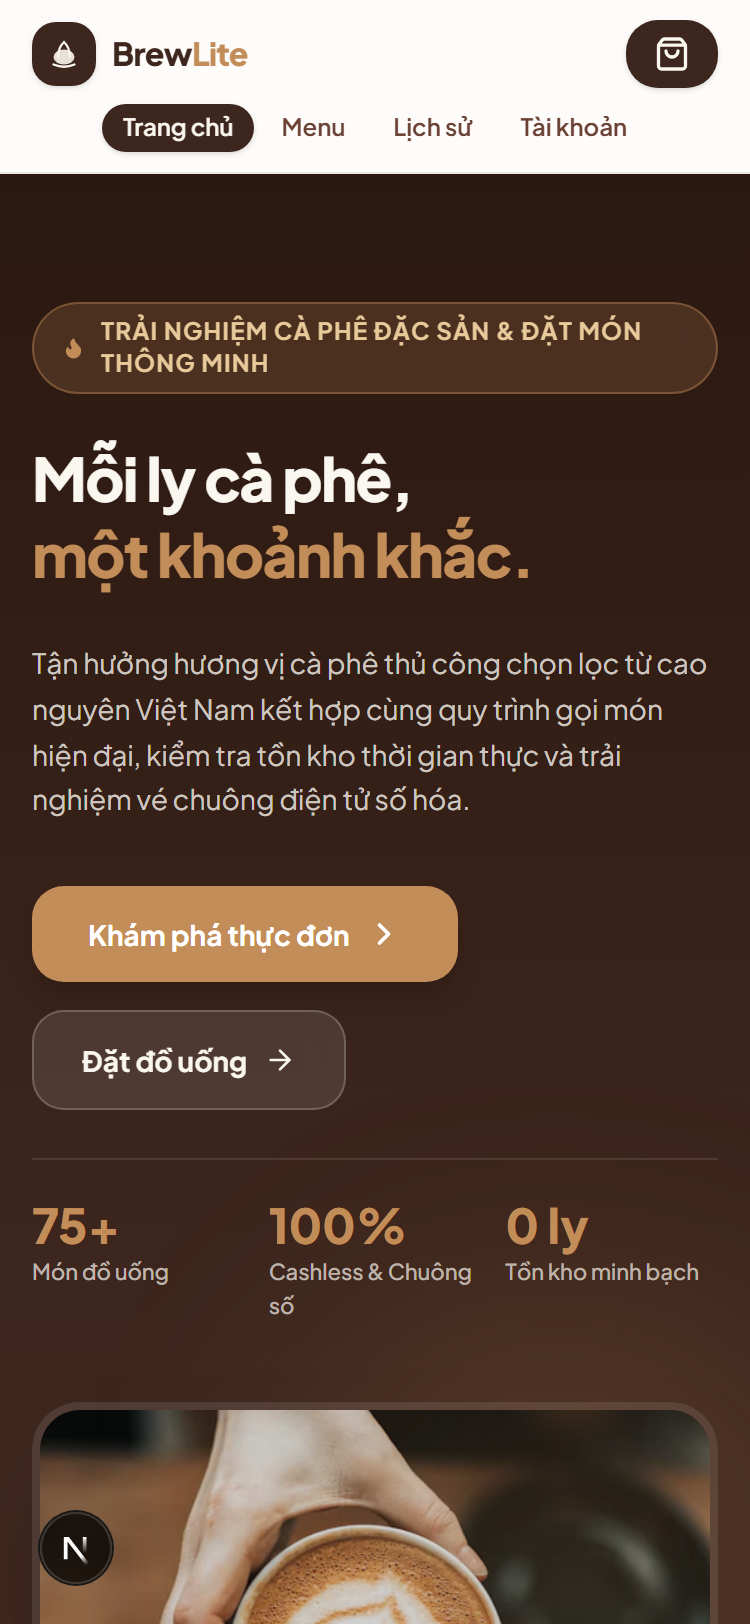 BrewLite
Trang chủ
Menu
Lịch sử
Tài khoản
TRẢI NGHIỆM CÀ PHÊ ĐẶC SẢN & ĐẶT MÓN
THÔNG MINH
Mỗi ly cà phê,
một khoảnh khắc.
Tận hưởng hương vị cà phê thủ công chọn lọc từ cao
nguyên Việt Nam kết hợp cùng quy trình gọi món
hiện đại, kiểm tra tồn kho thời gian thực và trải
nghiệm vé chuông điện tử số hóa.
Khám phá thực đơn
Đặt đồ uống
75+
Món đồ uống
100%
Cashless & Chuông
số
0 ly
Tồn kho minh bạch
N